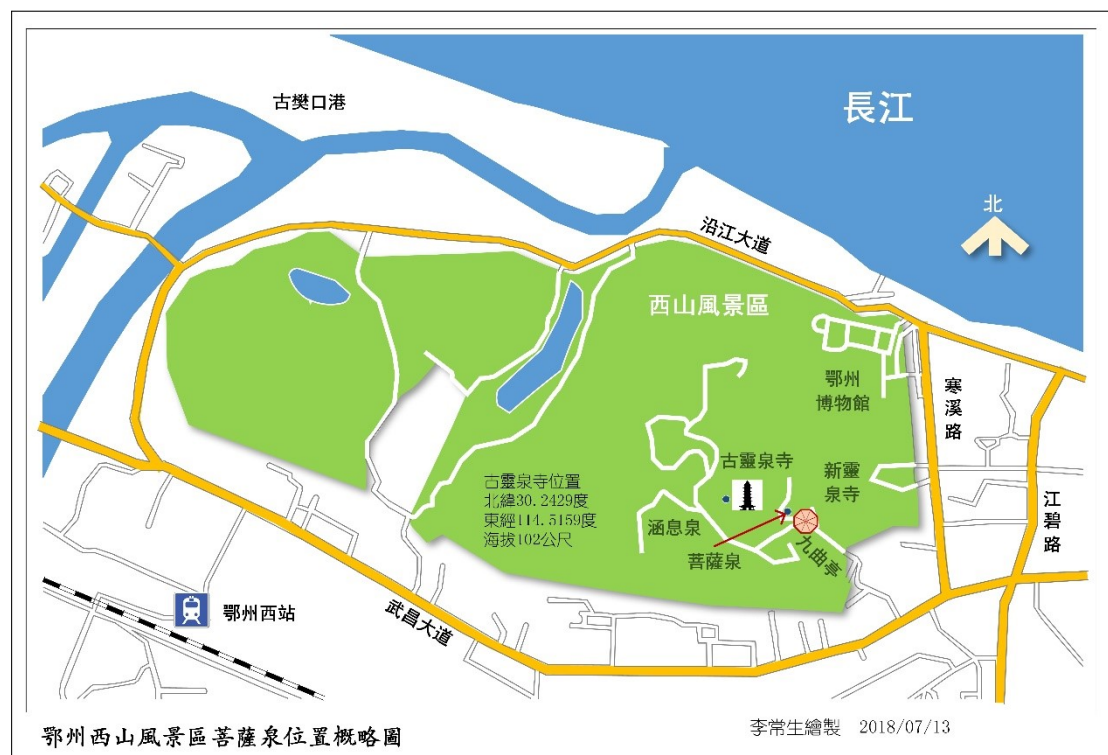 古樊口港
長江
北
沿江大道
西山風景區
鄂州
博物館
寒溪路
古靈泉寺
新靈
泉寺
江碧路
古靈泉寺位置
北緯30.2429度
東經114.5159度
海拔102公尺
涵息泉
菩薩泉
九曲亭
鄂州西站
武昌大道
鄂州西山風景區菩薩泉位置概略圖
李常生繪製 2018/07/13